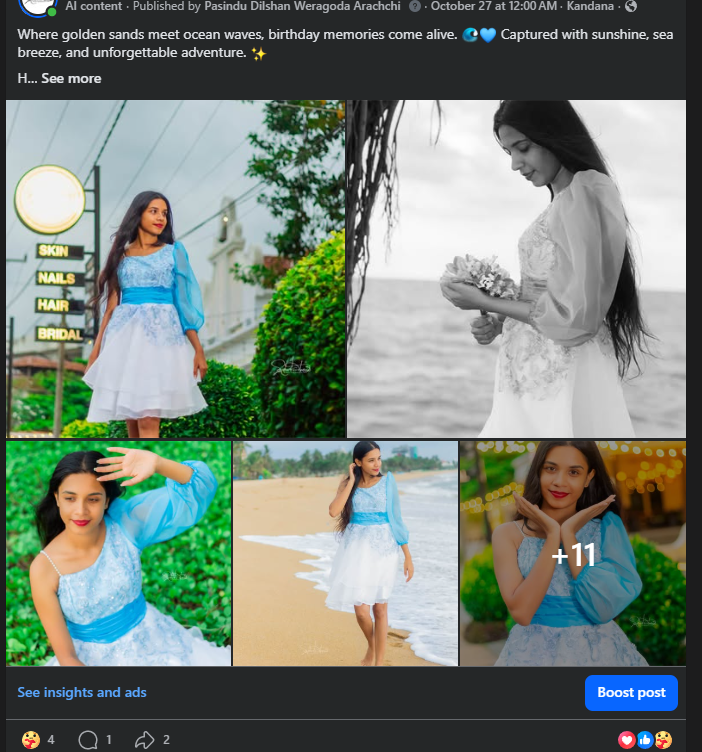 AI content · Published by Pasindu Dilshan Weragoda Arachchi · October 27 at 12:00 AM · Kandana ·
Where golden sands meet ocean waves, birthday memories come alive. 🌊💙 Captured with sunshine, sea
breeze, and unforgettable adventure. ✨
H... See more
SKIN
NAILS
HAIR
BRIDAL
+11
See insights and ads
Boost post
4
1
2